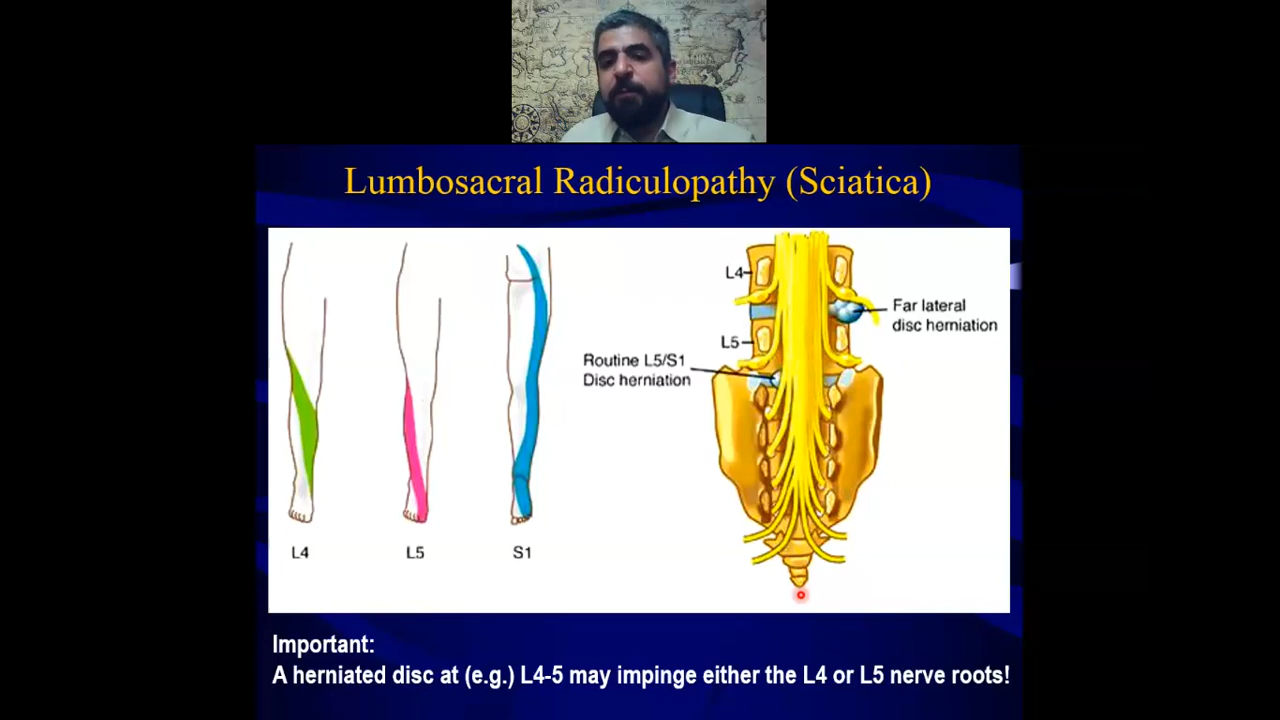 Lumbosacral Radiculopathy (Sciatica)
L4
Far lateral
disc herniation
L5
Routine L5/S1
Disc herniation
L4
L5
S1
Important:
A herniated disc at (e.g.) L4-5 may impinge either the L4 or L5 nerve roots!